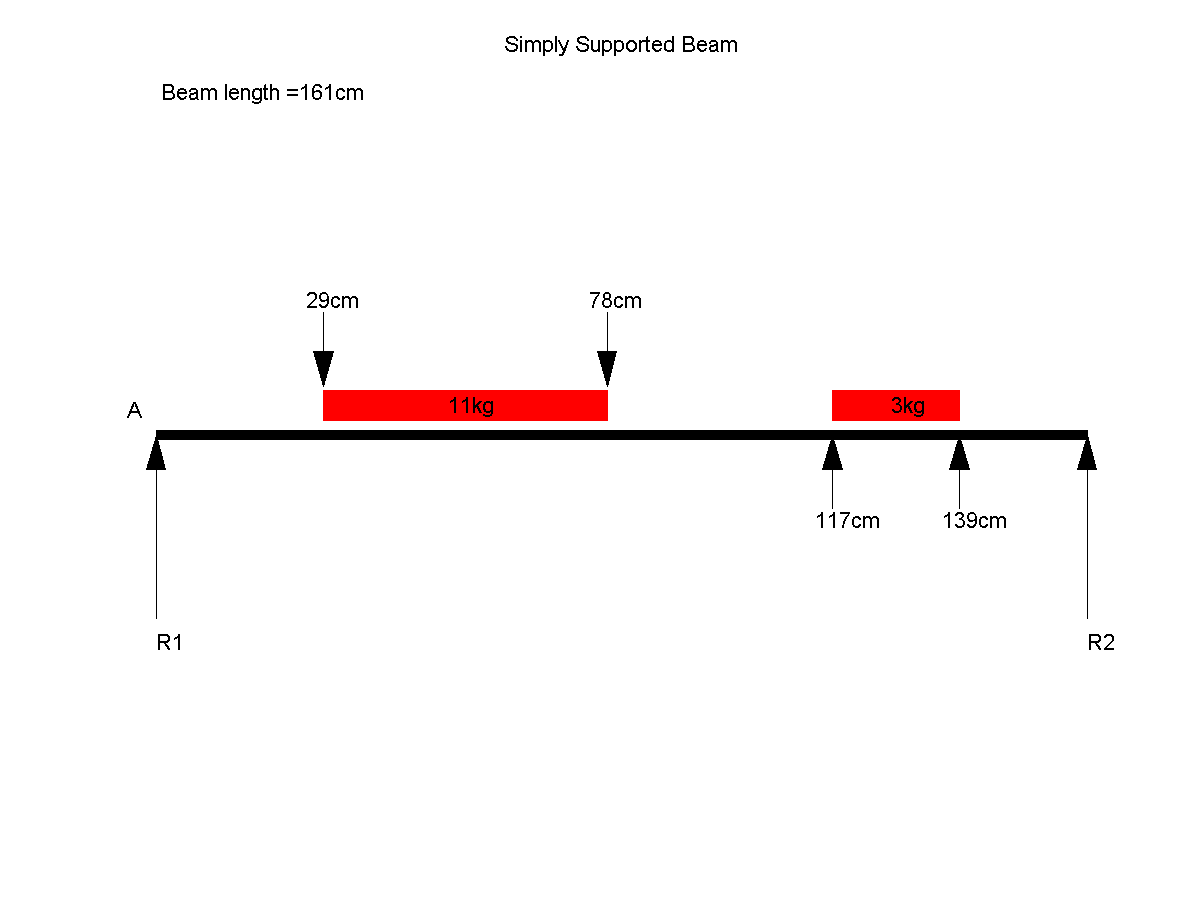 Simply Supported Beam
Beam length =161cm
29cm 78cm
11kg 3kg
A
117cm 139cm
R1 R2